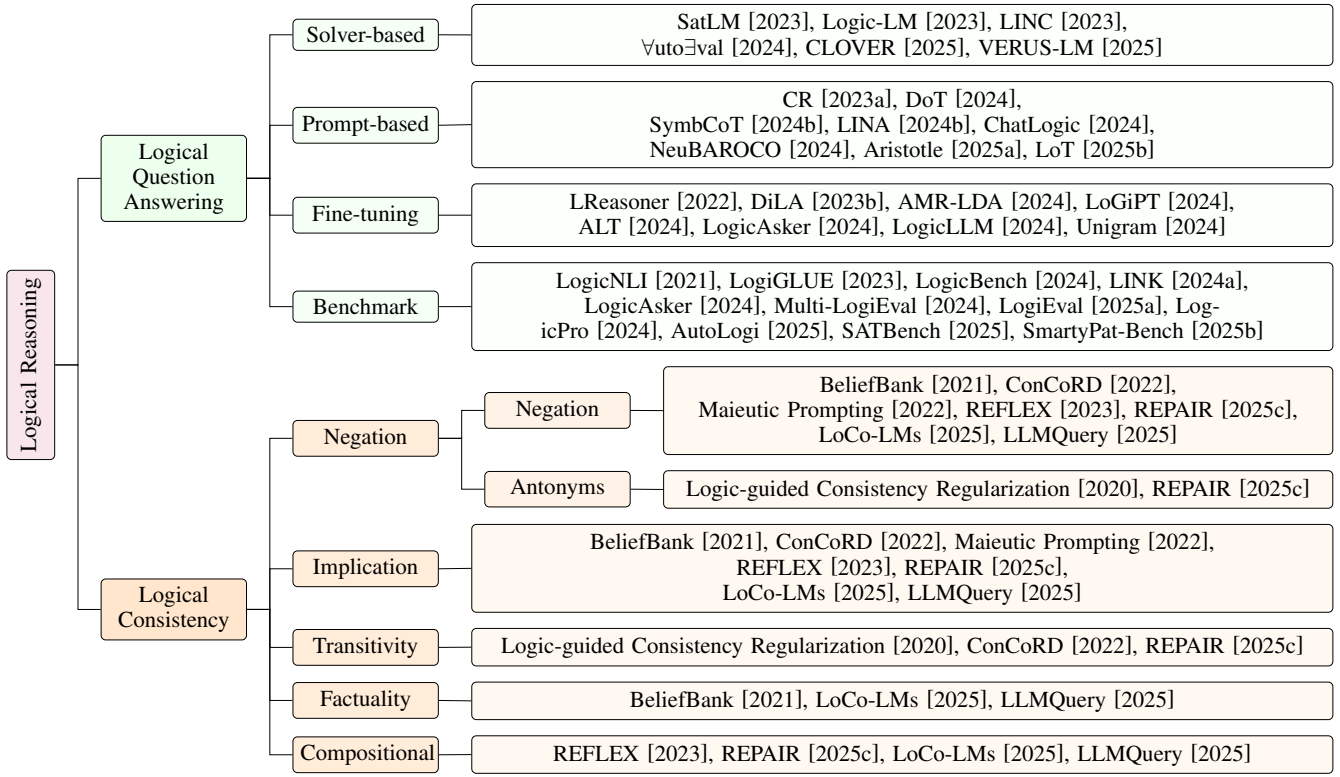 Logical Reasoning
Logical
Question
Answering
Solver-based
SatLM [2023], Logic-LM [2023], LINC [2023],
∀uto∃val [2024], CLOVER [2025], VERUS-LM [2025]
Prompt-based
CR [2023a], DoT [2024],
SymbCoT [2024b], LINA [2024b], ChatLogic [2024],
NeuBAROCO [2024], Aristotle [2025a], LoT [2025b]
Fine-tuning
LReasoner [2022], DiLA [2023b], AMR-LDA [2024], LoGiPT [2024],
ALT [2024], LogicAsker [2024], LogicLLM [2024], Unigram [2024]
Benchmark
LogicNLI [2021], LogiGLUE [2023], LogicBench [2024], LINK [2024a],
LogicAsker [2024], Multi-LogiEval [2024], LogiEval [2025a], Log-
icPro [2024], AutoLogi [2025], SATBench [2025], SmartyPat-Bench [2025b]
Logical
Consistency
Negation
Negation
BeliefBank [2021], ConCoRD [2022],
Maieutic Prompting [2022], REFLEX [2023], REPAIR [2025c],
LoCo-LMs [2025], LLMQuery [2025]
Antonyms
Logic-guided Consistency Regularization [2020], REPAIR [2025c]
Implication
BeliefBank [2021], ConCoRD [2022], Maieutic Prompting [2022],
REFLEX [2023], REPAIR [2025c],
LoCo-LMs [2025], LLMQuery [2025]
Transitivity
Logic-guided Consistency Regularization [2020], ConCoRD [2022], REPAIR [2025c]
Factuality
BeliefBank [2021], LoCo-LMs [2025], LLMQuery [2025]
Compositional
REFLEX [2023], REPAIR [2025c], LoCo-LMs [2025], LLMQuery [2025]